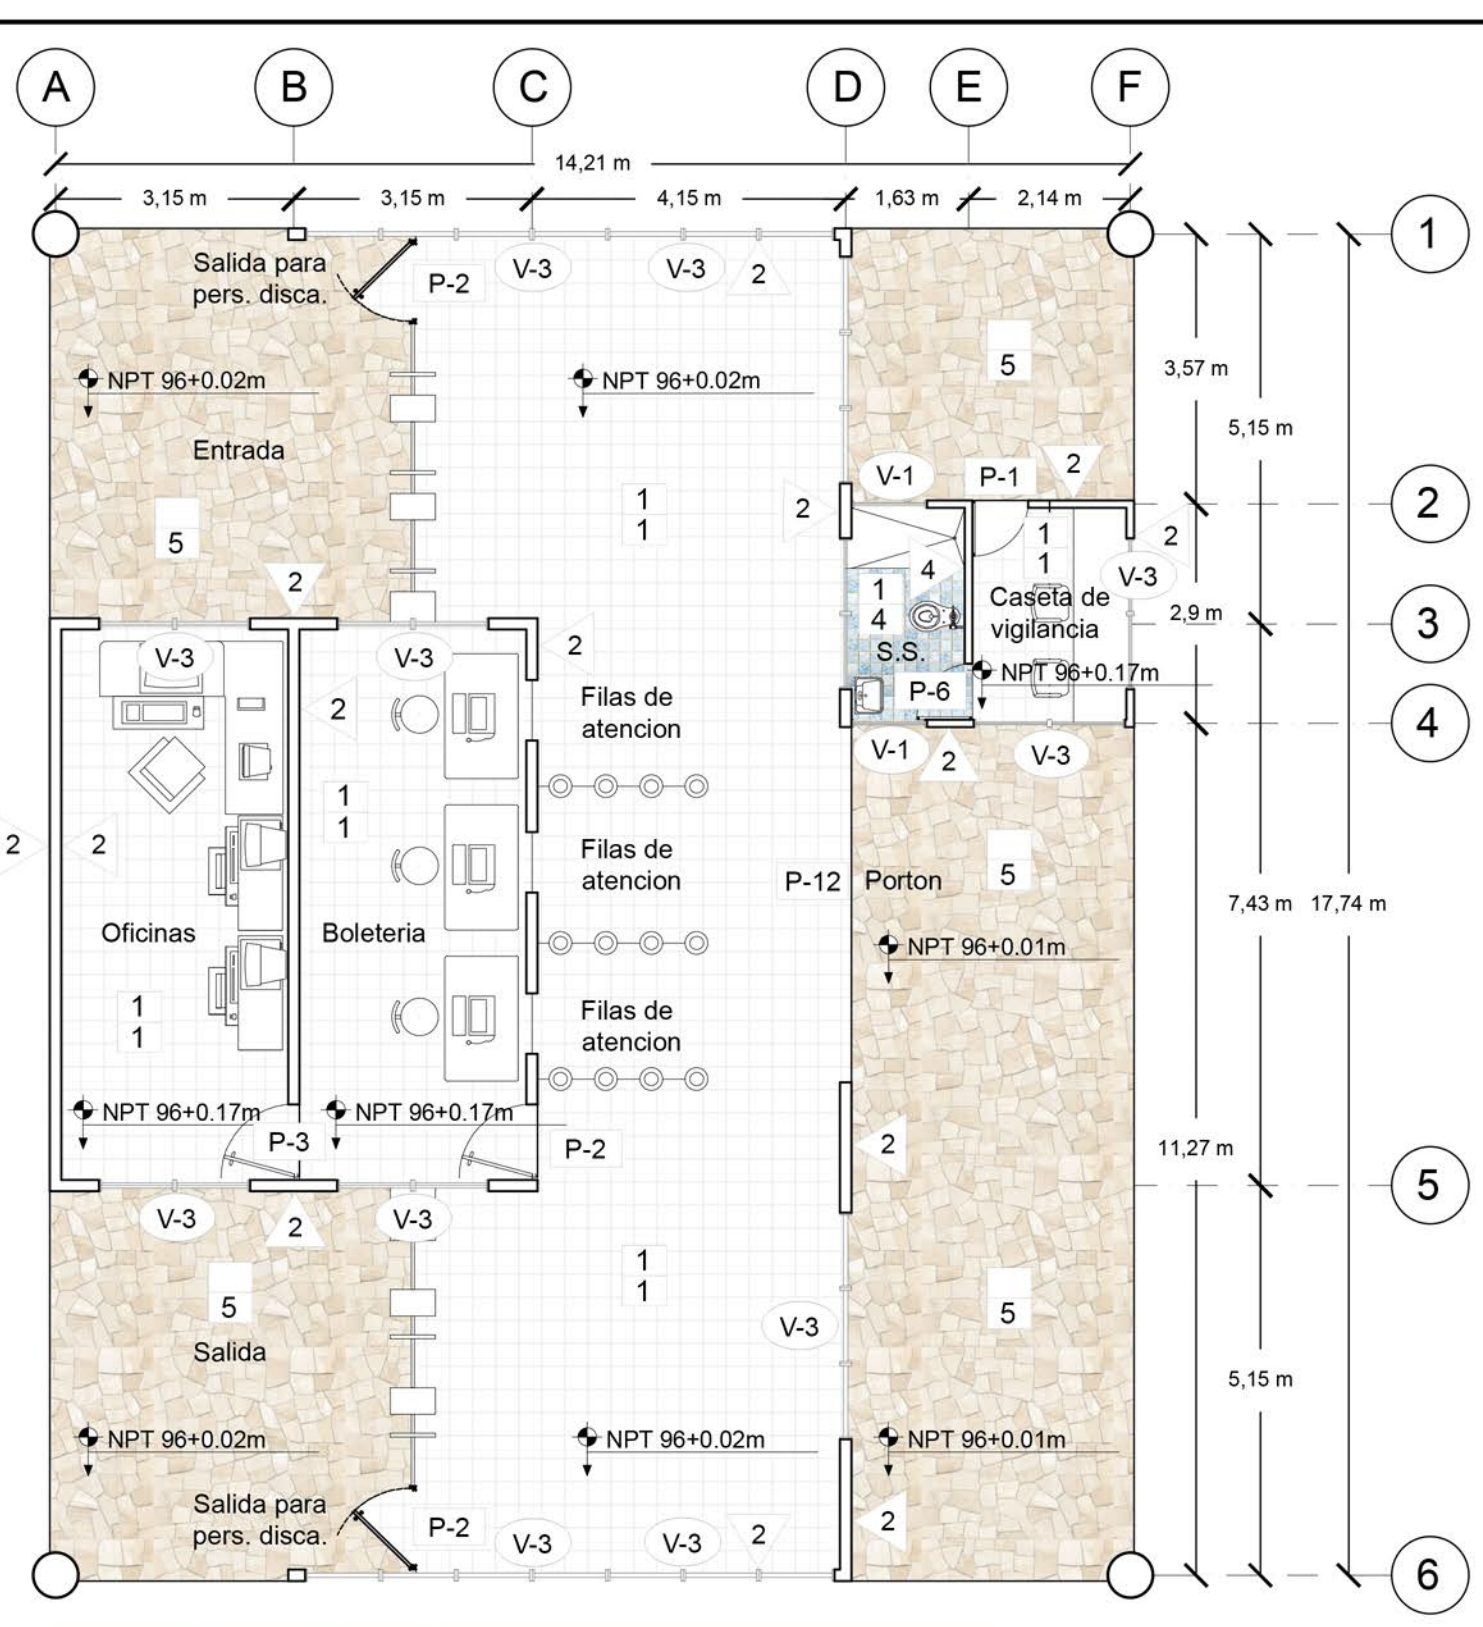 A B C D E F
14,21 m
3,15 m 3,15 m 4,15 m 1,63 m 2,14 m
1
Salida para
pers. disca.
P-2 V-3 V-3 2
3,57 m
5
NPT 96+0.02m NPT 96+0.02m
5,15 m
Entrada
V-1 P-1 2
1
1
2
2
5
2
1
1
2
V-3
4
2
1
4
Caseta de
vigilancia
2,9 m
3
V-3 V-3 2
S.S.
NPT 96+0.17m
P-6
Filas de
atencion
2
4
V-1 2 V-3
1
1
2 2
Filas de
atencion
P-12 Porton
5
7,43 m 17,74 m
Oficinas Boleteria
NPT 96+0.01m
1
1
Filas de
atencion
NPT 96+0.17m NPT 96+0.17m
P-3 P-2 2
11,27 m
5
V-3 2 V-3
1
1
5
5
V-3
Salida
5,15 m
NPT 96+0.02m NPT 96+0.02m NPT 96+0.01m
Salida para
pers. disca.
P-2 V-3 V-3 2 2
6